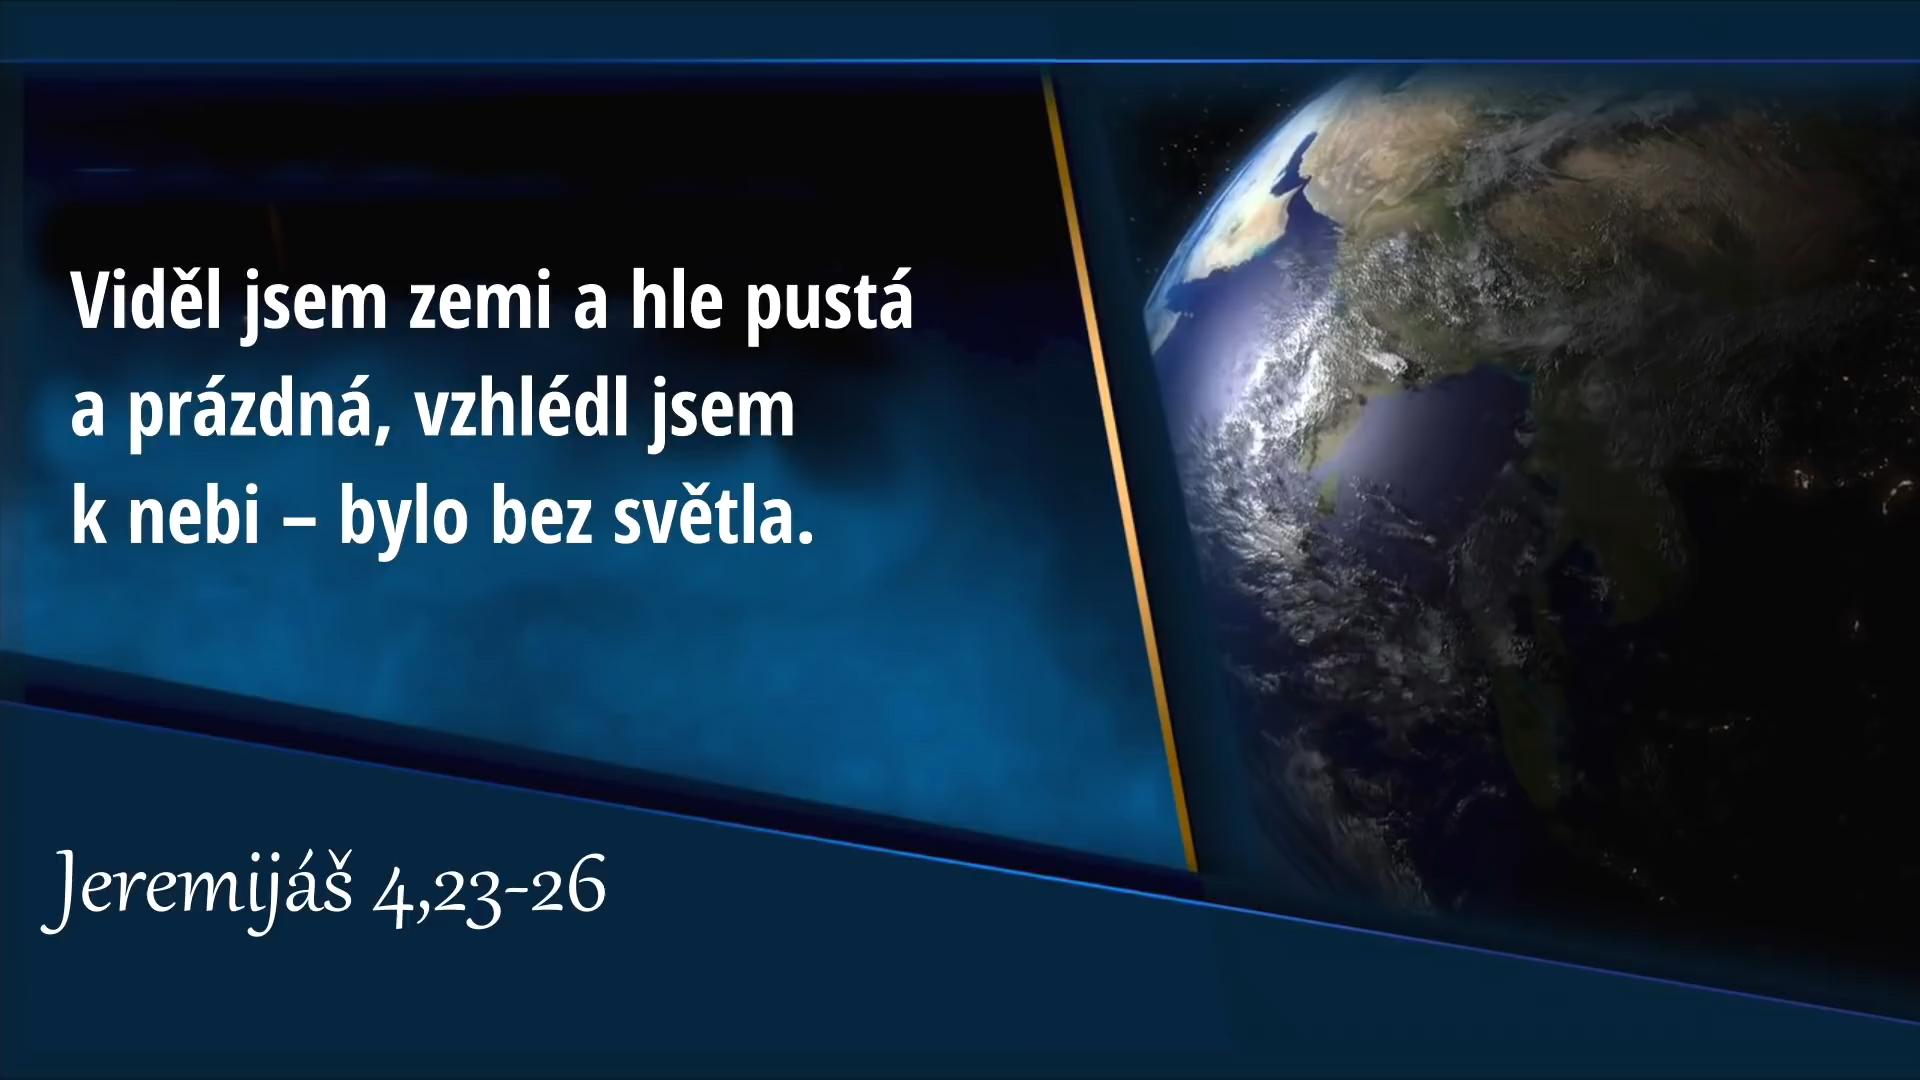 Viděl jsem zemi a hle pustá
a prázdná, vzhlédl jsem
k nebi – bylo bez světla.
Jeremijáš 4,23-26